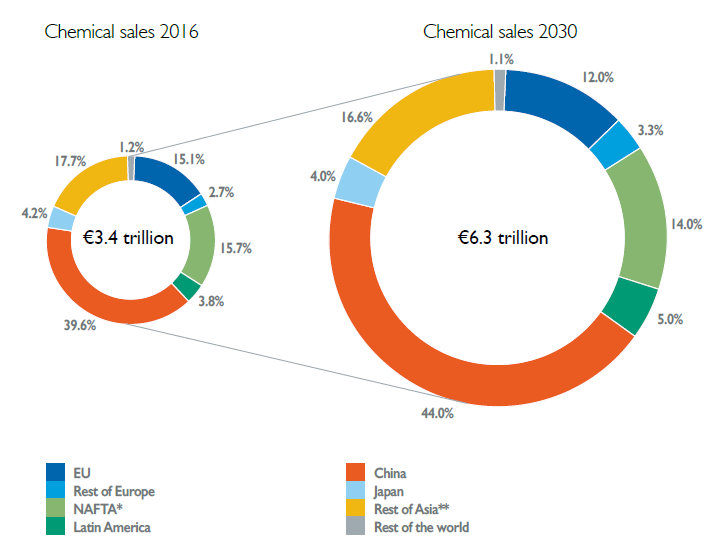 Chemical sales 2016
Chemical sales 2030
1.1%
12.0%
16.6%
3.3%
1.2%
17.7%
15.1%
4.0%
2.7%
4.2%
€3.4 trillion
€6.3 trillion
14.0%
15.7%
3.8%
5.0%
39.6%
44.0%
EU
Rest of Europe
NAFTA*
Latin America
China
Japan
Rest of Asia**
Rest of the world